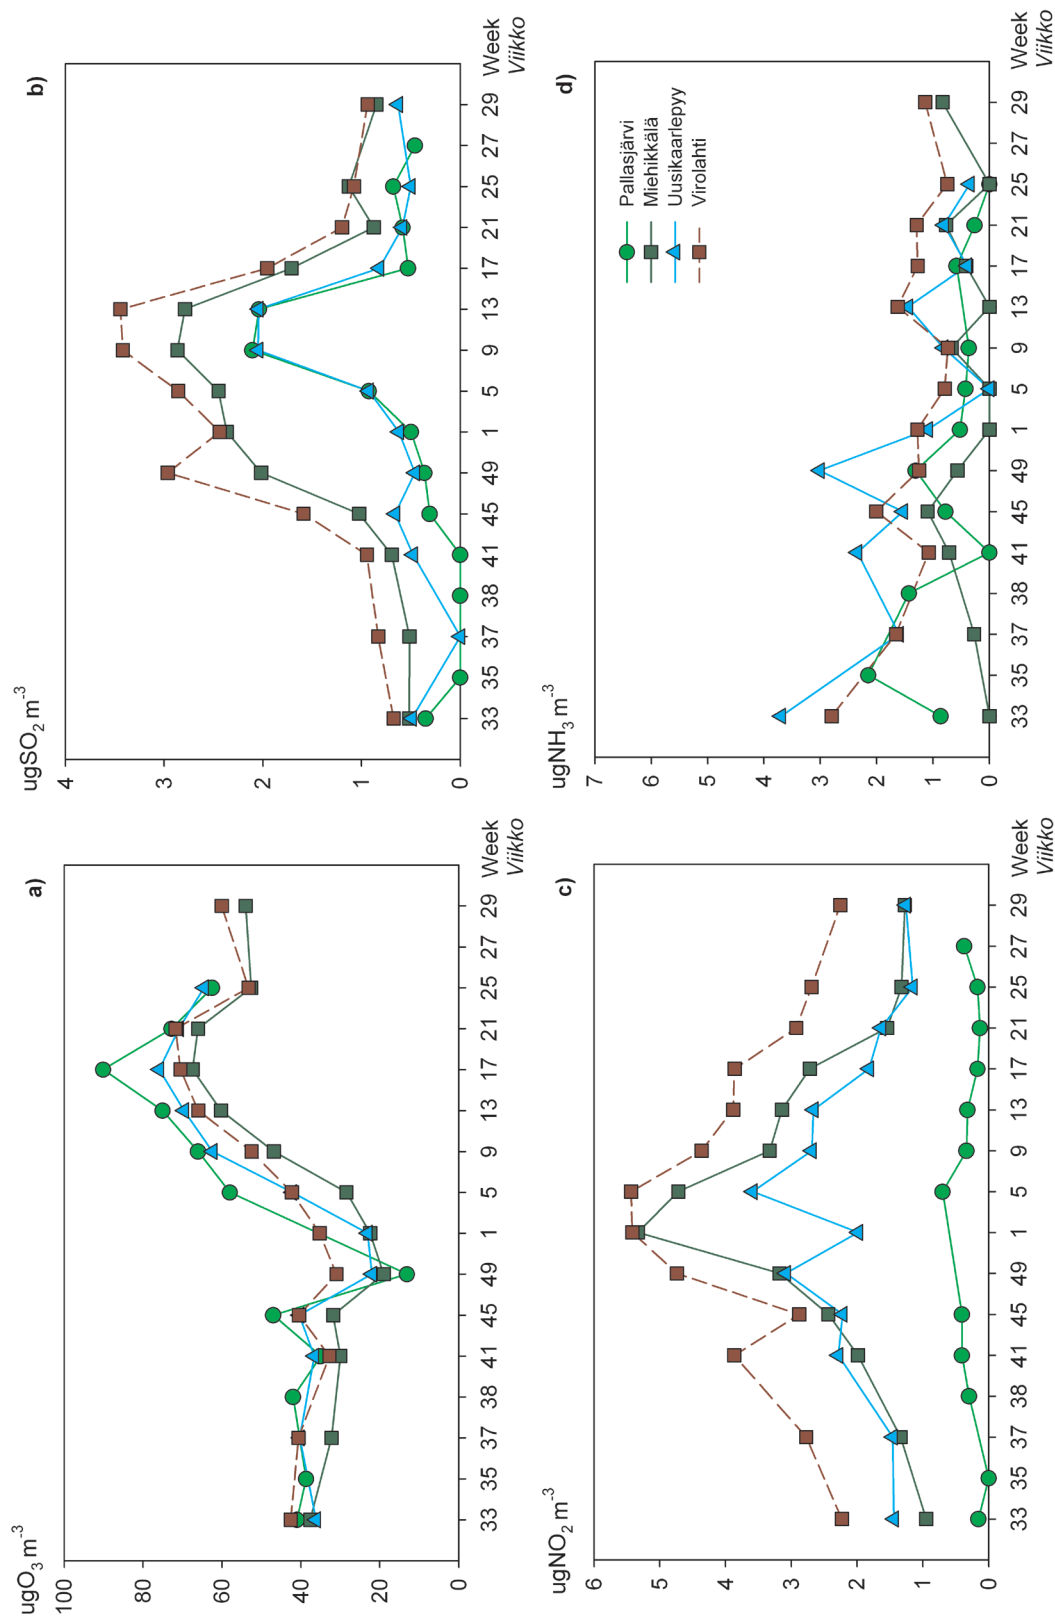 a)
ugO3 m-3
100
80
60
40
20
0
33 35 37 38 41 45 49 1 5 9 13 17 21 25 27 29
Week
Viikko
b)
ugSO2 m-3
4
3
2
1
0
33 35 37 38 41 45 49 1 5 9 13 17 21 25 27 29
Week
Viikko
c)
ugNO2 m-3
6
5
4
3
2
1
0
33 35 37 38 41 45 49 1 5 9 13 17 21 25 27 29
Week
Viikko
d)
ugNH3 m-3
7
6
5
4
3
2
1
0
Pallasjärvi
Miehikkälä
Uusikaarlepyy
Virolahti
33 35 37 38 41 45 49 1 5 9 13 17 21 25 27 29
Week
Viikko